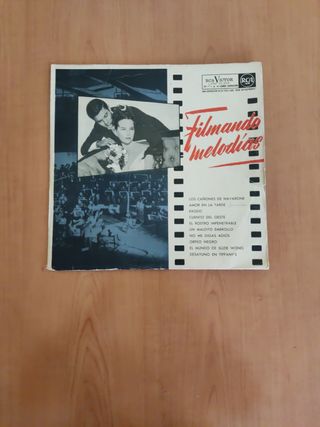 RCA VICTOR
RCA
Filmando
melodías
LOS CAÑONES DE NAVARONE
AMOR EN LA TARDE
EXODO
CUENTO DEL OESTE
EL ROSTRO IMPENETRABLE
UN MALDITO EMBROLLO
NO ME DIGAS ADIOS
ORFEO NEGRO
EL MUNDO DE SUZIE WONG
DESAYUNO EN TIFFANY'S